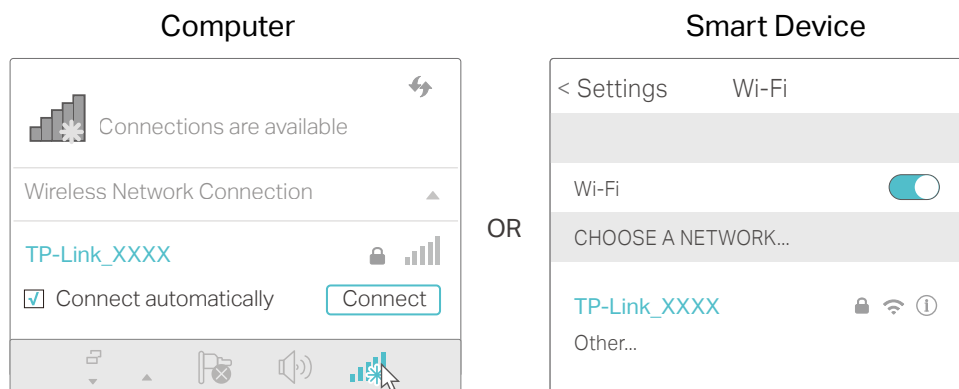 Computer
Connections are available
Wireless Network Connection
TP-Link_XXXX
Connect automatically
Connect
OR
Smart Device
< Settings Wi-Fi
Wi-Fi
CHOOSE A NETWORK...
TP-Link_XXXX
Other...